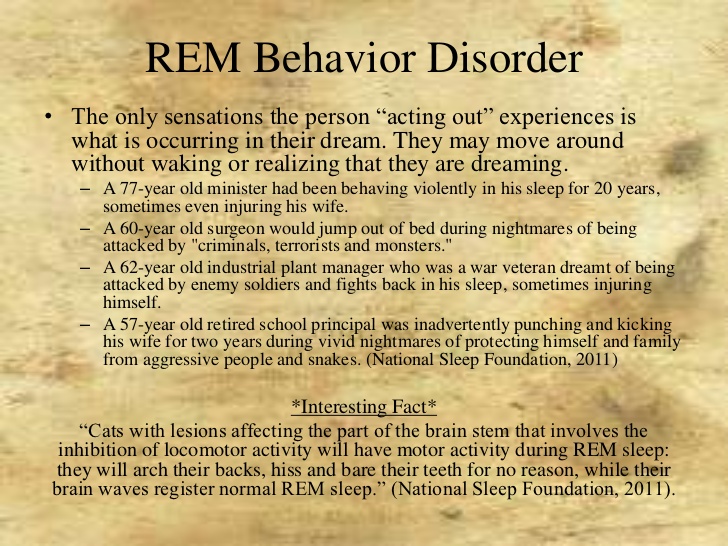 REM Behavior Disorder
• The only sensations the person “acting out” experiences is
what is occurring in their dream. They may move around
without waking or realizing that they are dreaming.
– A 77-year old minister had been behaving violently in his sleep for 20 years,
sometimes even injuring his wife.
– A 60-year old surgeon would jump out of bed during nightmares of being
attacked by "criminals, terrorists and monsters."
– A 62-year old industrial plant manager who was a war veteran dreamt of being
attacked by enemy soldiers and fights back in his sleep, sometimes injuring
himself.
– A 57-year old retired school principal was inadvertently punching and kicking
his wife for two years during vivid nightmares of protecting himself and family
from aggressive people and snakes. (National Sleep Foundation, 2011)
*Interesting Fact*
“Cats with lesions affecting the part of the brain stem that involves the
inhibition of locomotor activity will have motor activity during REM sleep:
they will arch their backs, hiss and bare their teeth for no reason, while their
brain waves register normal REM sleep.” (National Sleep Foundation, 2011).